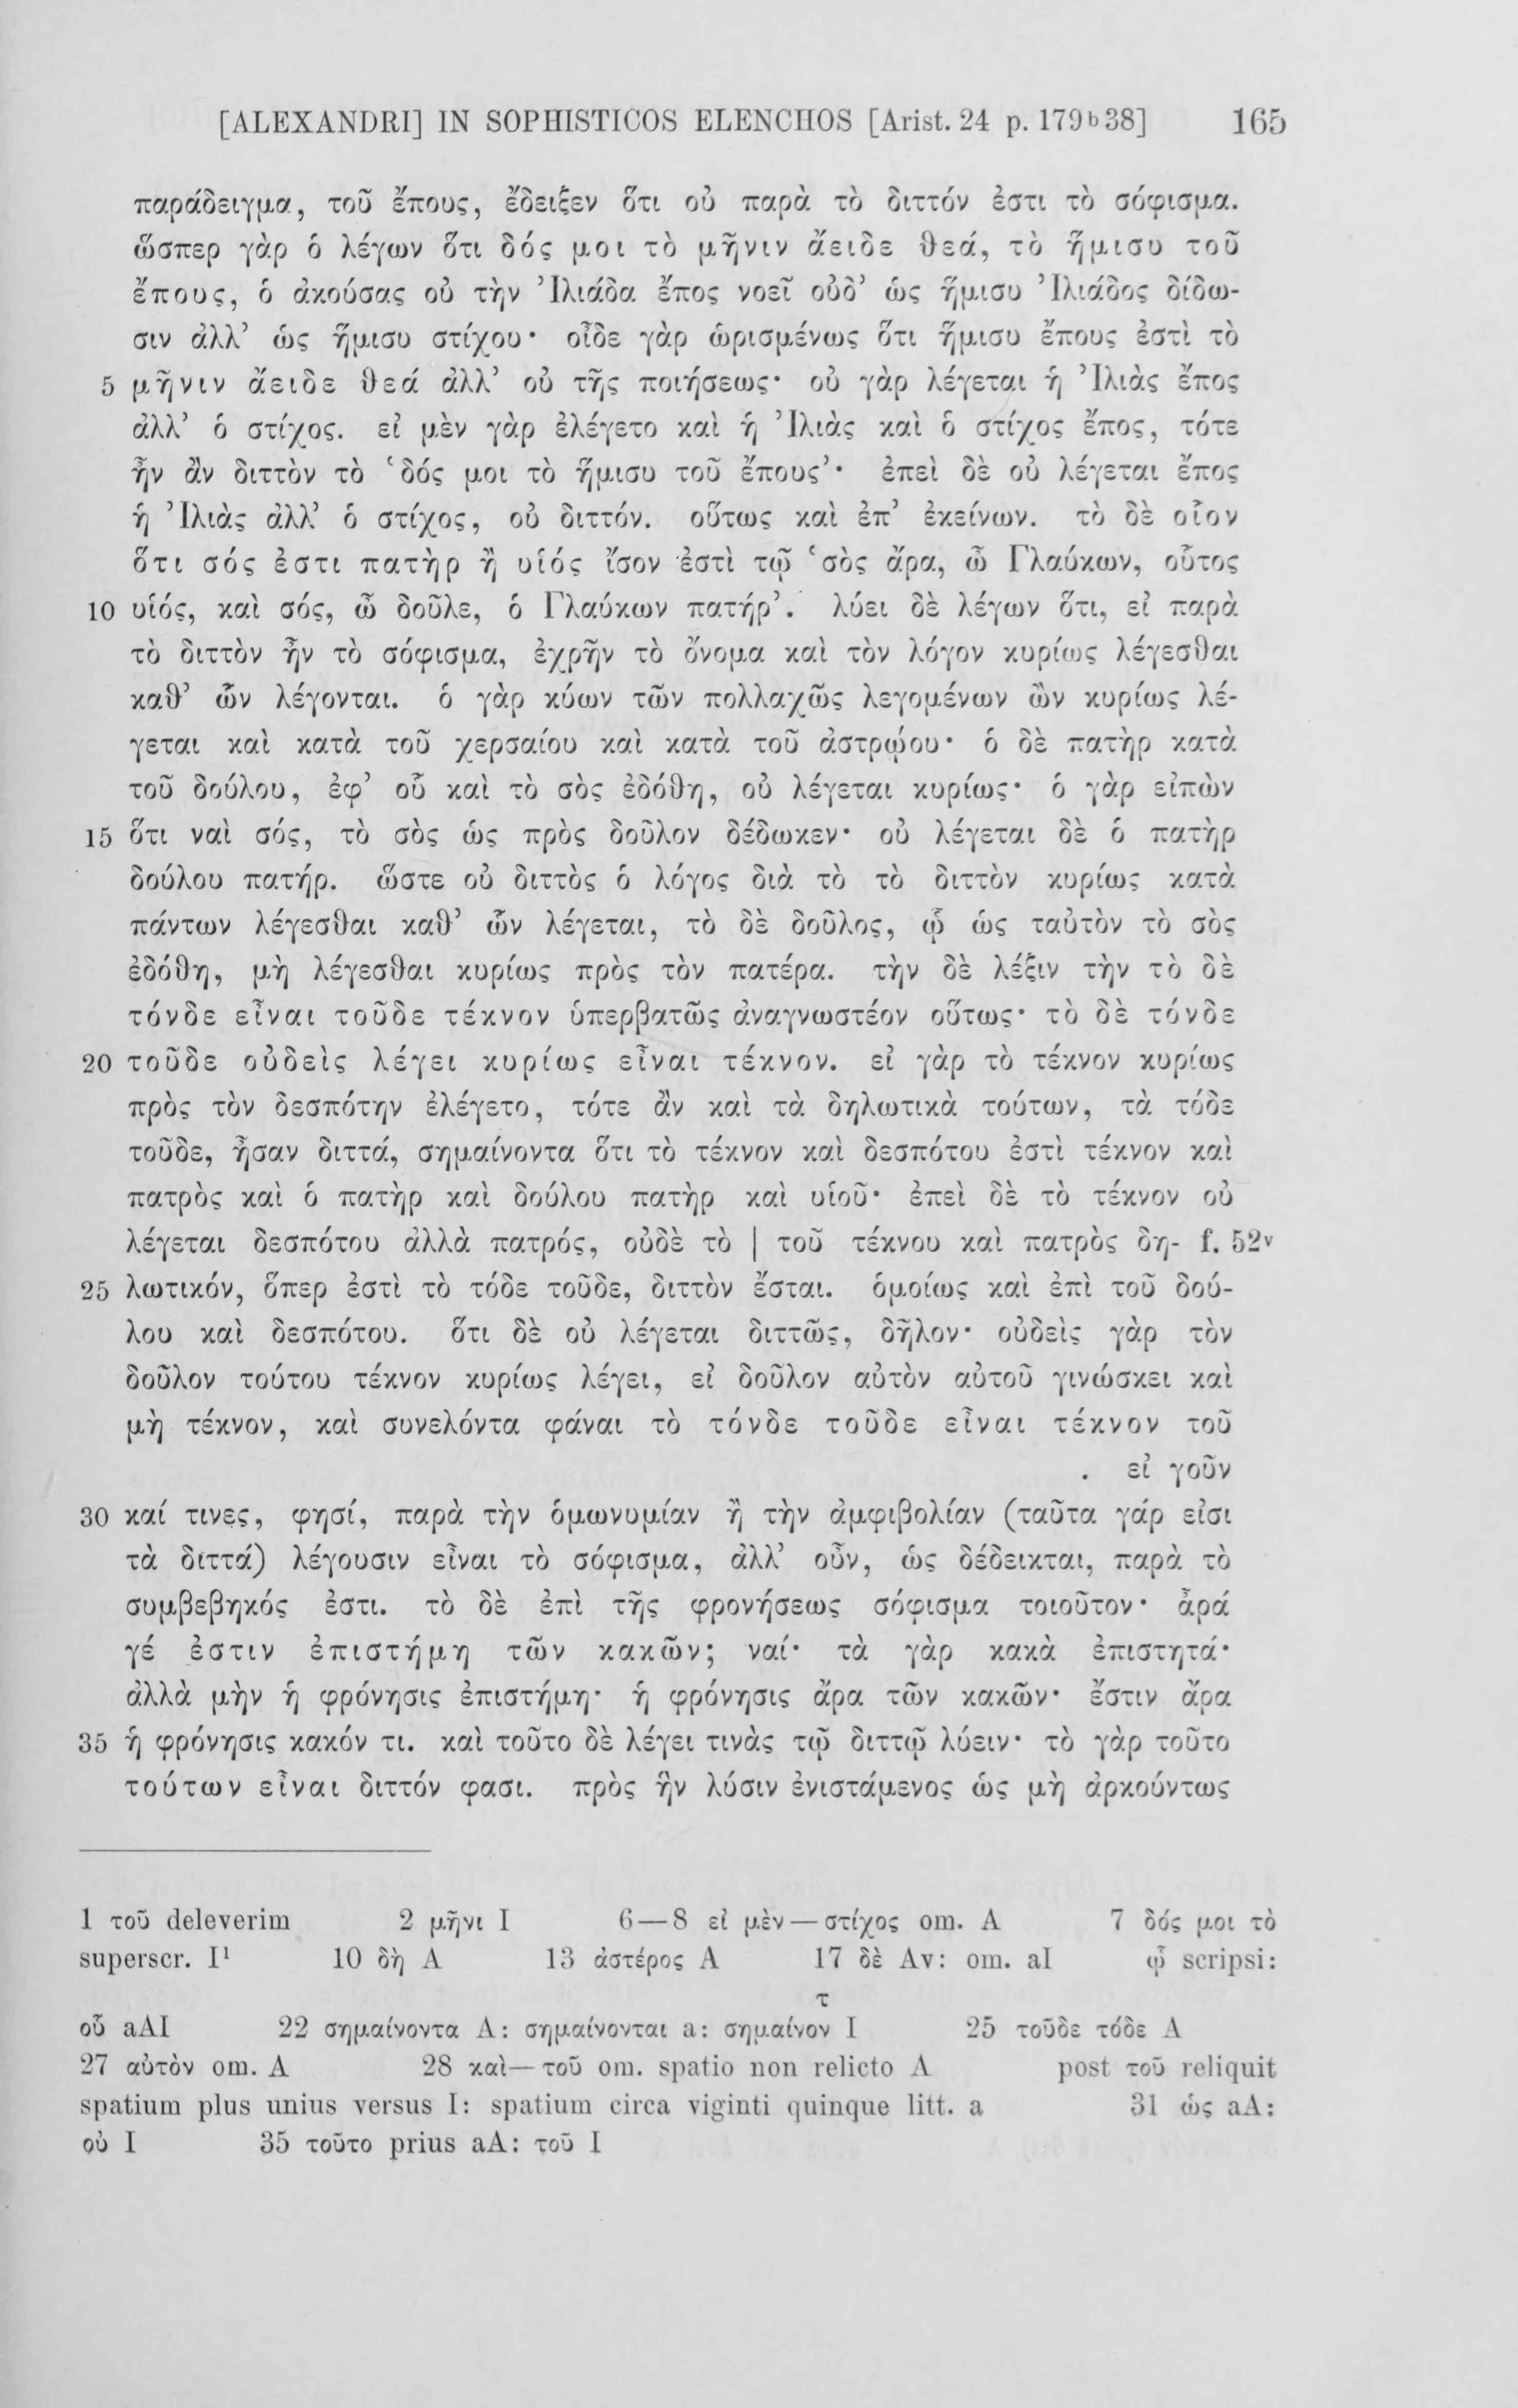 [ALEXANDRI] IN SOPHISTICOS ELENCHOS [Arist. 24 p. 179ᵇ38] 165
παράδειγμα, τοῦ ἔπους, ἔδειξεν ὅτι οὐ παρὰ τὸ διττόν ἐστι τὸ σόφισμα.
ὥσπερ γὰρ ὁ λέγων ὅτι δός μοι τὸ μῆνιν ἄειδε θεά, τὸ ἥμισυ τοῦ
ἔπους, ὁ ἀκούσας οὐ τὴν Ἰλιάδα ἔπος νοεῖ οὐδ’ ὡς ἥμισυ Ἰλιάδος δίδω-
σιν ἀλλ’ ὡς ἥμισυ στίχου· οἶδε γὰρ ὡρισμένως ὅτι ἥμισυ ἔπους ἐστὶ τὸ
5 μῆνιν ἄειδε θεά ἀλλ’ οὐ τῆς ποιήσεως· οὐ γὰρ λέγεται ἡ Ἰλιὰς ἔπος
ἀλλ’ ὁ στίχος. εἰ μὲν γὰρ ἐλέγετο καὶ ἡ Ἰλιὰς καὶ ὁ στίχος ἔπος, τότε
ἦν ἂν διττὸν τὸ ‘δός μοι τὸ ἥμισυ τοῦ ἔπους’· ἐπεὶ δὲ οὐ λέγεται ἔπος
ἡ Ἰλιὰς ἀλλ’ ὁ στίχος, οὐ διττόν. οὕτως καὶ ἐπ’ ἐκείνων. τὸ δὲ οἷον
ὅτι σός ἐστι πατὴρ ἢ υἱός ἴσον ἐστὶ τῷ ‘σὸς ἄρα, ὦ Γλαύκων, οὗτος
10 υἱός, καὶ σός, ὦ δοῦλε, ὁ Γλαύκων πατήρ’. λύει δὲ λέγων ὅτι, εἰ παρὰ
τὸ διττὸν ἦν τὸ σόφισμα, ἐχρῆν τὸ ὄνομα καὶ τὸν λόγον κυρίως λέγεσθαι
καθ’ ὧν λέγονται. ὁ γὰρ κύων τῶν πολλαχῶς λεγομένων ὢν κυρίως λέ-
γεται καὶ κατὰ τοῦ χερσαίου καὶ κατὰ τοῦ ἀστρῴου· ὁ δὲ πατὴρ κατὰ
τοῦ δούλου, ἐφ’ οὗ καὶ τὸ σὸς ἐδόθη, οὐ λέγεται κυρίως· ὁ γὰρ εἰπὼν
15 ὅτι ναὶ σός, τὸ σὸς ὡς πρὸς δοῦλον δέδωκεν· οὐ λέγεται δὲ ὁ πατὴρ
δούλου πατήρ. ὥστε οὐ διττὸς ὁ λόγος διὰ τὸ τὸ διττὸν κυρίως κατὰ
πάντων λέγεσθαι καθ’ ὧν λέγεται, τὸ δὲ δοῦλος, ᾧ ὡς ταὐτὸν τὸ σὸς
ἐδόθη, μὴ λέγεσθαι κυρίως πρὸς τὸν πατέρα. τὴν δὲ λέξιν τὴν τὸ δὲ
τόνδε εἶναι τοῦδε τέκνον ὑπερβατῶς ἀναγνωστέον οὕτως· τὸ δὲ τόνδε
20 τοῦδε οὐδεὶς λέγει κυρίως εἶναι τέκνον. εἰ γὰρ τὸ τέκνον κυρίως
πρὸς τὸν δεσπότην ἐλέγετο, τότε ἂν καὶ τὰ δηλωτικὰ τούτων, τὰ τόδε
τοῦδε, ἦσαν διττά, σημαίνοντα ὅτι τὸ τέκνον καὶ δεσπότου ἐστὶ τέκνον καὶ
πατρὸς καὶ ὁ πατὴρ καὶ δούλου πατὴρ καὶ υἱοῦ· ἐπεὶ δὲ τὸ τέκνον οὐ
λέγεται δεσπότου ἀλλὰ πατρός, οὐδὲ τὸ | τοῦ τέκνου καὶ πατρὸς δη- f. 52ᵛ
25 λωτικόν, ὅπερ ἐστὶ τὸ τόδε τοῦδε, διττὸν ἔσται. ὁμοίως καὶ ἐπὶ τοῦ δού-
λου καὶ δεσπότου. ὅτι δὲ οὐ λέγεται διττῶς, δῆλον· οὐδεὶς γὰρ τὸν
δοῦλον τούτου τέκνον κυρίως λέγει, εἰ δοῦλον αὐτὸν αὐτοῦ γινώσκει καὶ
μὴ τέκνον, καὶ συνελόντα φάναι τὸ τόνδε τοῦδε εἶναι τέκνον τοῦ
. εἰ γοῦν
30 καί τινες, φησί, παρὰ τὴν ὁμωνυμίαν ἢ τὴν ἀμφιβολίαν (ταῦτα γάρ εἰσι
τὰ διττά) λέγουσιν εἶναι τὸ σόφισμα, ἀλλ’ οὖν, ὡς δέδεικται, παρὰ τὸ
συμβεβηκός ἐστι. τὸ δὲ ἐπὶ τῆς φρονήσεως σόφισμα τοιοῦτον· ἆρά
γέ ἐστιν ἐπιστήμη τῶν κακῶν; ναί· τὰ γὰρ κακὰ ἐπιστητά·
ἀλλὰ μὴν ἡ φρόνησις ἐπιστήμη· ἡ φρόνησις ἄρα τῶν κακῶν· ἔστιν ἄρα
35 ἡ φρόνησις κακόν τι. καὶ τοῦτο δὲ λέγει τινὰς τῷ διττῷ λύειν· τὸ γὰρ τοῦτο
τούτων εἶναι διττόν φασι. πρὸς ἣν λύσιν ἐνιστάμενος ὡς μὴ ἀρκούντως
1 τοῦ deleverim 2 μῆνι I 6—8 εἰ μὲν—στίχος om. A 7 δός μοι τὸ
superscr. I¹ 10 δὴ A 13 ἀστέρος A 17 δὲ Av: om. aI ᾧ scripsi:
τ
οὗ aAI 22 σημαίνοντα A: σημαίνονται a: σημαίνον I 25 τοῦδε τόδε A
27 αὐτὸν om. A 28 καὶ—τοῦ om. spatio non relicto A post τοῦ reliquit
spatium plus unius versus I: spatium circa viginti quinque litt. a 31 ὡς aA:
οὐ I 35 τοῦτο prius aA: τοῦ I